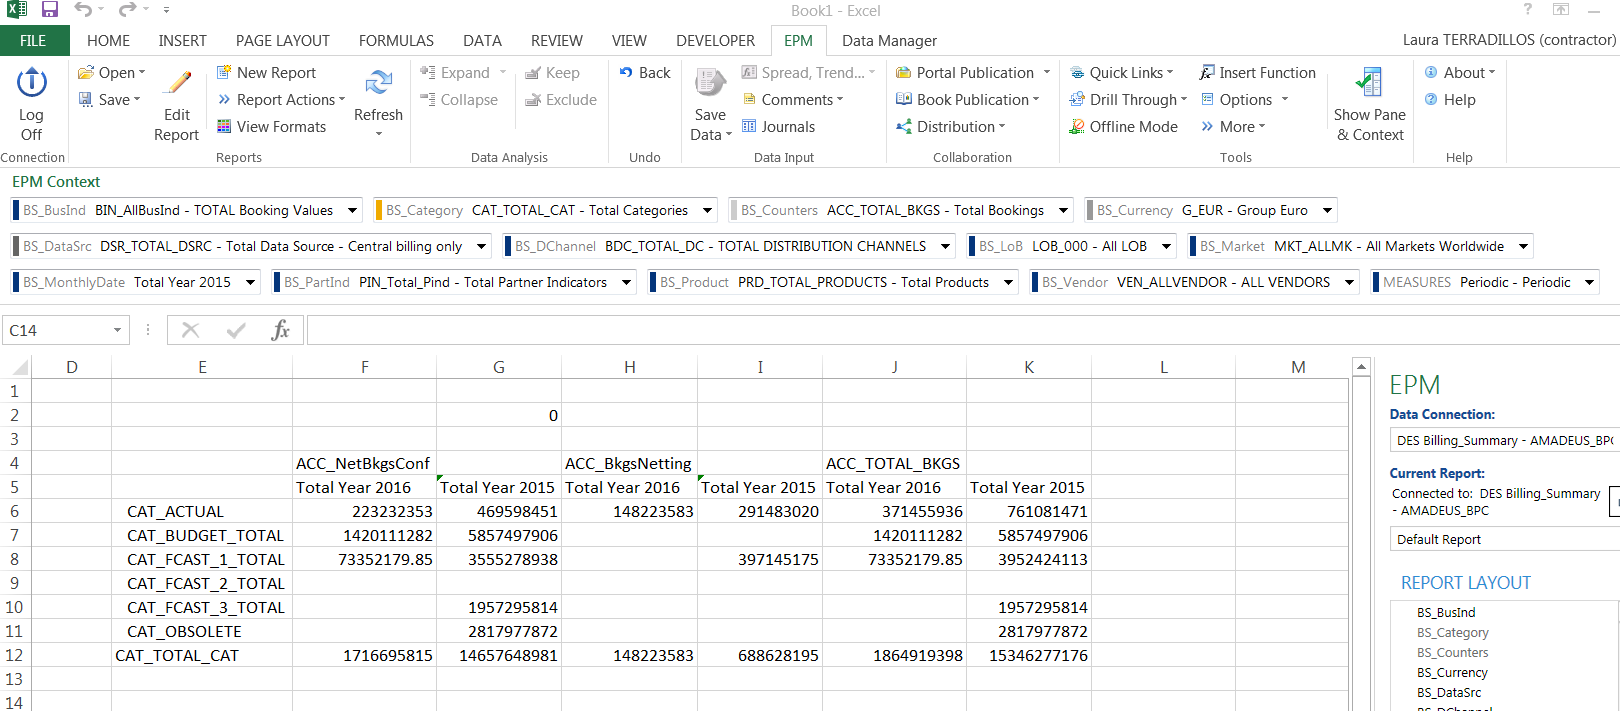 Book1 - Excel
FILE HOME INSERT PAGE LAYOUT FORMULAS DATA REVIEW VIEW DEVELOPER EPM Data Manager Laura TERRADILLOS (contractor)
Open New Report Expand Keep Back Spread, Trend... Portal Publication Quick Links Insert Function About
Save Report Actions Collapse Exclude Comments Book Publication Drill Through Options Help
View Formats Journals Distribution Offline Mode More
Log Off
Edit Report
Refresh
Save Data
Show Pane & Context
Connection Reports Data Analysis Undo Data Input Collaboration Tools Help
EPM Context
BS_BusInd BIN_AllBusInd - TOTAL Booking Values BS_Category CAT_TOTAL_CAT - Total Categories BS_Counters ACC_TOTAL_BKGS - Total Bookings BS_Currency G_EUR - Group Euro
BS_DataSrc DSR_TOTAL_DSRC - Total Data Source - Central billing only BS_DChannel BDC_TOTAL_DC - TOTAL DISTRIBUTION CHANNELS BS_LoB LOB_000 - All LOB BS_Market MKT_ALLMK - All Markets Worldwide
BS_MonthlyDate Total Year 2015 BS_PartInd PIN_Total_Pind - Total Partner Indicators BS_Product PRD_TOTAL_PRODUCTS - Total Products BS_Vendor VEN_ALLVENDOR - ALL VENDORS MEASURES Periodic - Periodic
C14 fx
D E F G H I J K L M
1
2 0
3
4 ACC_NetBkgsConf ACC_BkgsNetting ACC_TOTAL_BKGS
5 Total Year 2016 Total Year 2015 Total Year 2016 Total Year 2015 Total Year 2016 Total Year 2015
6 CAT_ACTUAL 223232353 469598451 148223583 291483020 371455936 761081471
7 CAT_BUDGET_TOTAL 1420111282 5857497906 1420111282 5857497906
8 CAT_FCAST_1_TOTAL 73352179.85 3555278938 397145175 73352179.85 3952424113
9 CAT_FCAST_2_TOTAL
10 CAT_FCAST_3_TOTAL 1957295814 1957295814
11 CAT_OBSOLETE 2817977872 2817977872
12 CAT_TOTAL_CAT 1716695815 14657648981 148223583 688628195 1864919398 15346277176
13
14
EPM
Data Connection:
DES Billing_Summary - AMADEUS_BPC
Current Report:
Connected to: DES Billing_Summary
- AMADEUS_BPC
Default Report
REPORT LAYOUT
BS_BusInd
BS_Category
BS_Counters
BS_Currency
BS_DataSrc
BS_DChannel